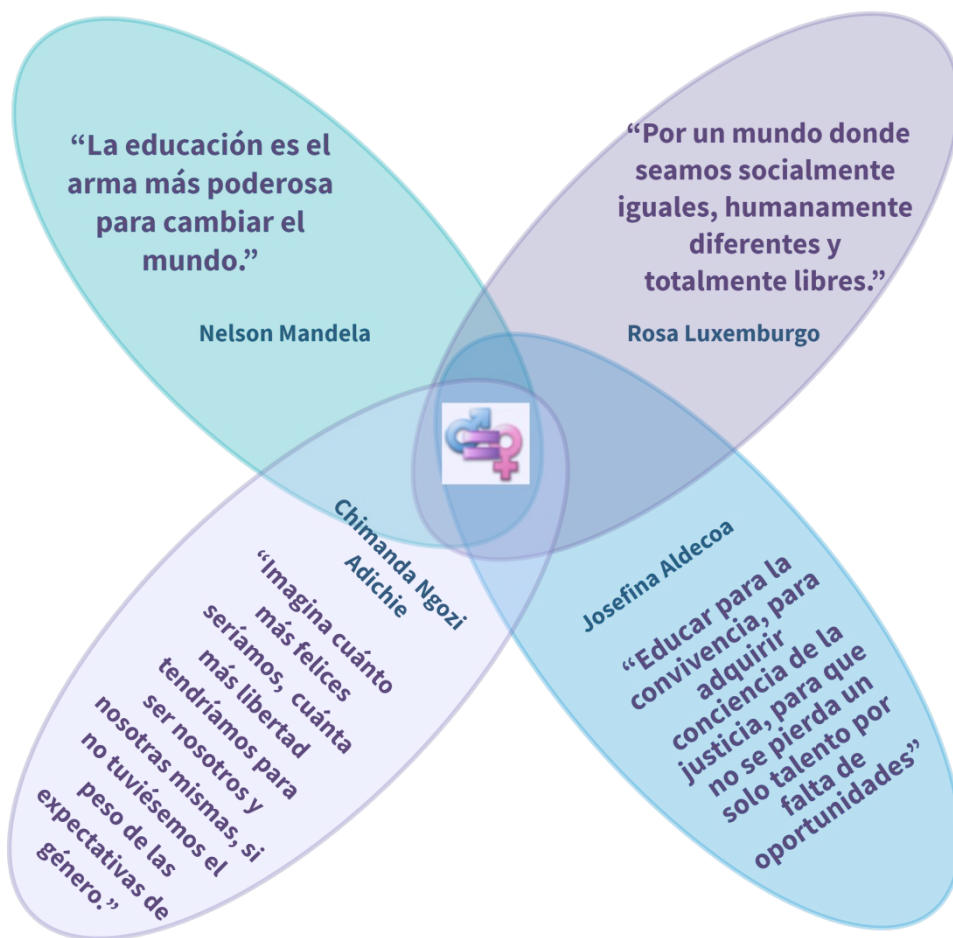 “La educación es el
arma más poderosa
para cambiar el
mundo.”
Nelson Mandela
“Por un mundo donde
seamos socialmente
iguales, humanamente
diferentes y
totalmente libres.”
Rosa Luxemburgo
Chimanda Ngozi
Adichie
“Imagina cuánto
más felices
seríamos, cuánta
más libertad
tendríamos para
ser nosotros y
nosotras mismas, si
no tuviésemos el
peso de las
expectativas de
género.”
Josefina Aldecoa
“Educar para la
convivencia, para
adquirir
conciencia de la
justicia, para que
no se pierda un
solo talento por
falta de
oportunidades”